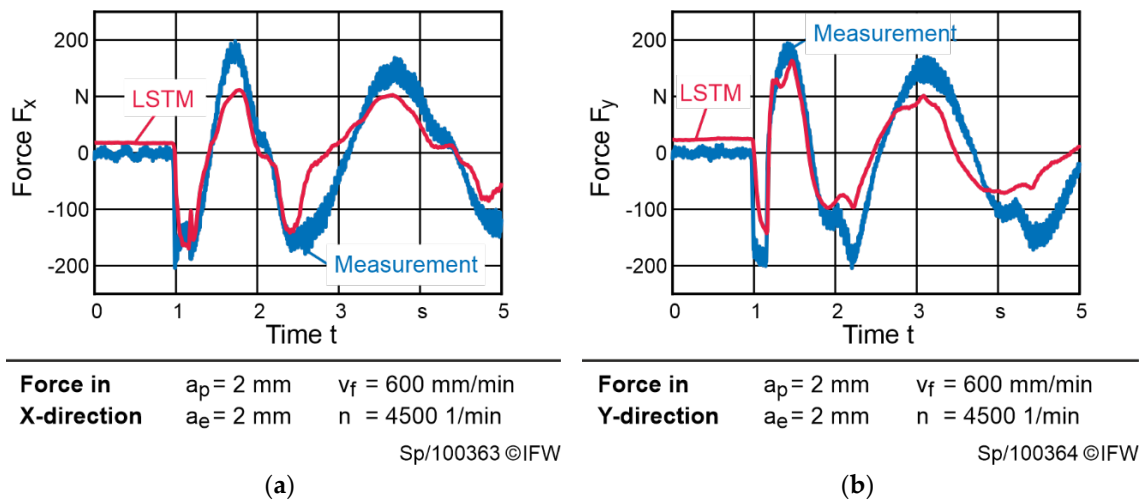 200
N
LSTM
0
-100
-200
Force Fx
Measurement
0 1 2 3 s 5
Time t
Force in ap = 2 mm vf = 600 mm/min
X-direction ae = 2 mm n = 4500 1/min
Sp/100363 ©IFW
(a)
200
N
LSTM
0
-100
-200
Force Fy
Measurement
0 1 2 3 s 5
Time t
Force in ap = 2 mm vf = 600 mm/min
Y-direction ae = 2 mm n = 4500 1/min
Sp/100364 ©IFW
(b)